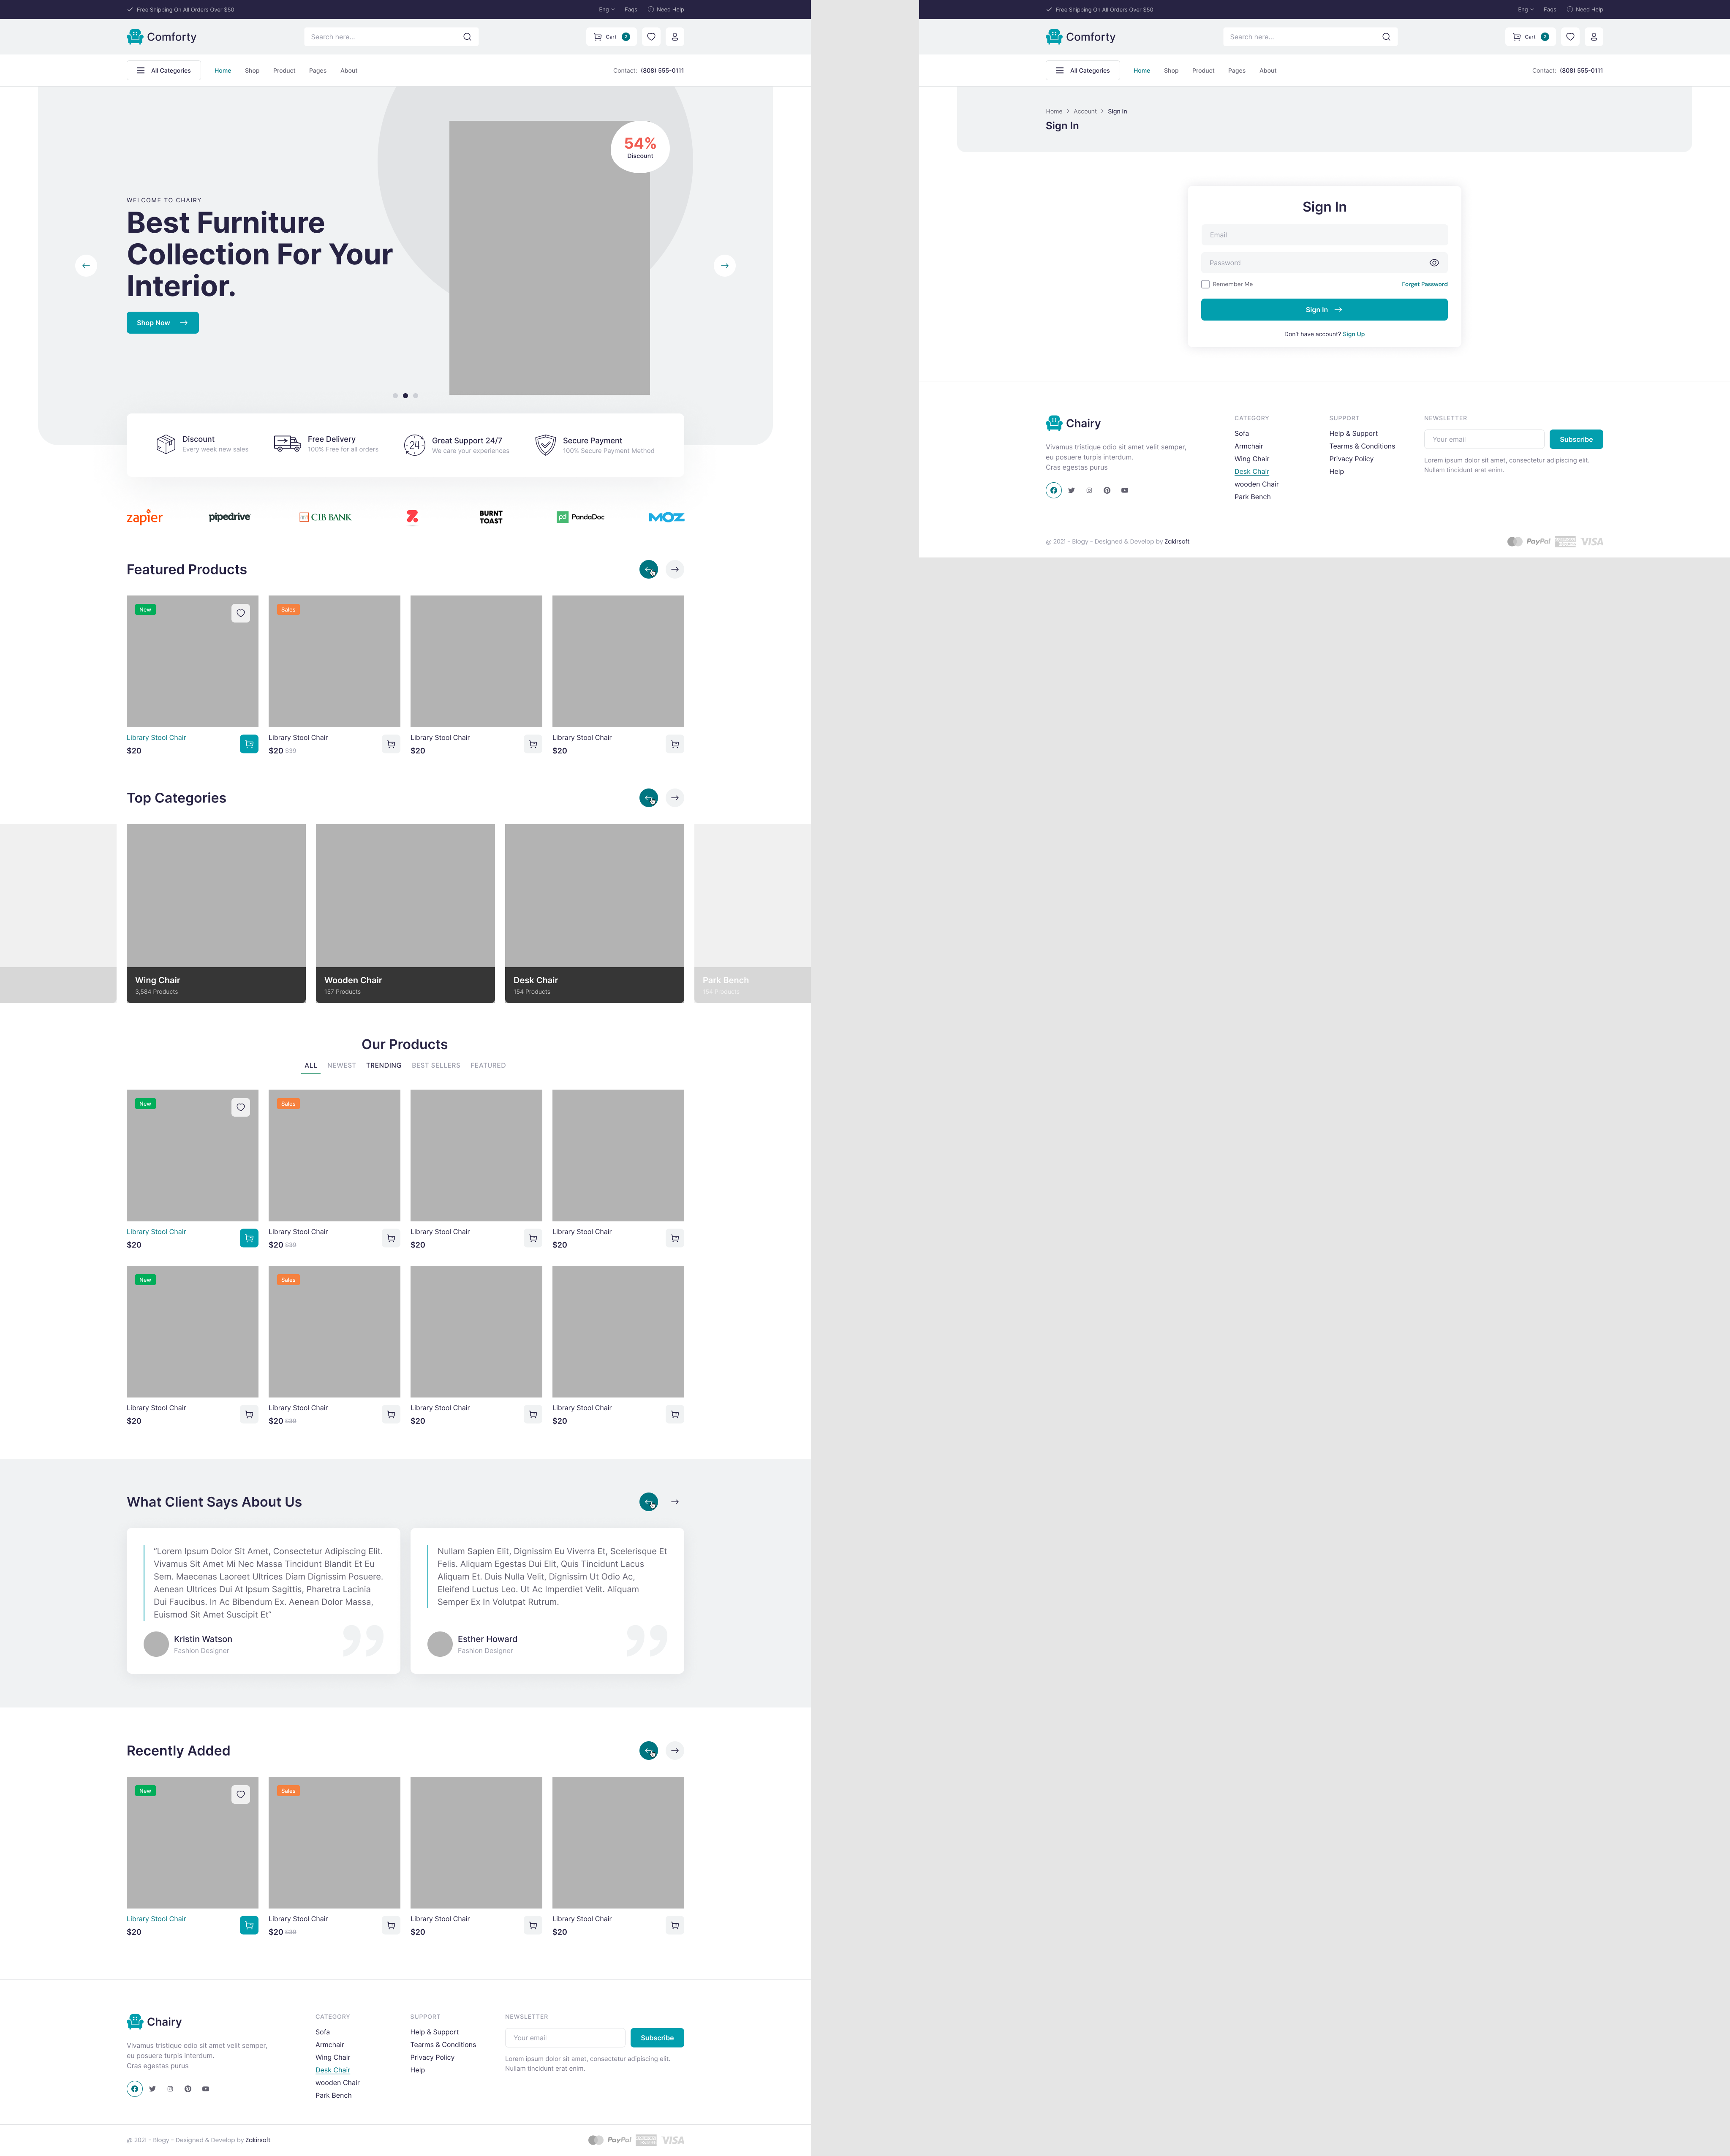 Free Shipping On All Orders Over $50
Eng
Faqs
Need Help
Comforty
Search here...
Cart
2
All Categories
Home
Shop
Product
Pages
About
Contact: (808) 555-0111
WELCOME TO CHAIRY
Best Furniture
Collection For Your
Interior.
Shop Now
54%
Discount
Discount
Every week new sales
Free Delivery
100% Free for all orders
24
Great Support 24/7
We care your experiences
Secure Payment
100% Secure Payment Method
zapier
pipedrive
CIB BANK
BURNT
TOAST
pd PandaDoc
MOZ
Featured Products
New
Sales
Library Stool Chair
$20
Library Stool Chair
$20 $39
Library Stool Chair
$20
Library Stool Chair
$20
Top Categories
Wing Chair
3,584 Products
Wooden Chair
157 Products
Desk Chair
154 Products
Park Bench
Our Products
ALL
NEWEST
TRENDING
BEST SELLERS
FEATURED
New
Sales
Library Stool Chair
$20
Library Stool Chair
$20 $39
Library Stool Chair
$20
Library Stool Chair
$20
New
Sales
Library Stool Chair
$20
Library Stool Chair
$20 $39
Library Stool Chair
$20
Library Stool Chair
$20
What Client Says About Us
“Lorem Ipsum Dolor Sit Amet, Consectetur Adipiscing Elit.
Vivamus Sit Amet Mi Nec Massa Tincidunt Blandit Et Eu
Sem. Maecenas Laoreet Ultrices Diam Dignissim Posuere.
Aenean Ultrices Dui At Ipsum Sagittis, Pharetra Lacinia
Dui Faucibus. In Ac Bibendum Ex. Aenean Dolor Massa,
Euismod Sit Amet Suscipit Et”
Kristin Watson
Fashion Designer
Nullam Sapien Elit, Dignissim Eu Viverra Et, Scelerisque Et
Felis. Aliquam Egestas Dui Elit, Quis Tincidunt Lacus
Aliquam Et. Duis Nulla Velit, Dignissim Ut Odio Ac,
Eleifend Luctus Leo. Ut Ac Imperdiet Velit. Aliquam
Semper Ex In Volutpat Rutrum.
Esther Howard
Fashion Designer
Recently Added
New
Sales
Library Stool Chair
$20
Library Stool Chair
$20 $39
Library Stool Chair
$20
Library Stool Chair
$20
Chairy
Vivamus tristique odio sit amet velit semper,
eu posuere turpis interdum.
Cras egestas purus
CATEGORY
Sofa
Armchair
Wing Chair
Desk Chair
wooden Chair
Park Bench
SUPPORT
Help & Support
Tearms & Conditions
Privacy Policy
Help
NEWSLETTER
Your email
Subscribe
Lorem ipsum dolor sit amet, consectetur adipiscing elit.
Nullam tincidunt erat enim.
@ 2021 - Blogy - Designed & Develop by Zakirsoft
PayPal
VISA
Free Shipping On All Orders Over $50
Eng
Faqs
Need Help
Comforty
Search here...
Cart
2
All Categories
Home
Shop
Product
Pages
About
Contact: (808) 555-0111
Home > Account > Sign In
Sign In
Sign In
Email
Password
Remember Me
Forget Password
Sign In
Don't have account? Sign Up
Chairy
Vivamus tristique odio sit amet velit semper,
eu posuere turpis interdum.
Cras egestas purus
CATEGORY
Sofa
Armchair
Wing Chair
Desk Chair
wooden Chair
Park Bench
SUPPORT
Help & Support
Tearms & Conditions
Privacy Policy
Help
NEWSLETTER
Your email
Subscribe
Lorem ipsum dolor sit amet, consectetur adipiscing elit.
Nullam tincidunt erat enim.
@ 2021 - Blogy - Designed & Develop by Zakirsoft
PayPal
VISA